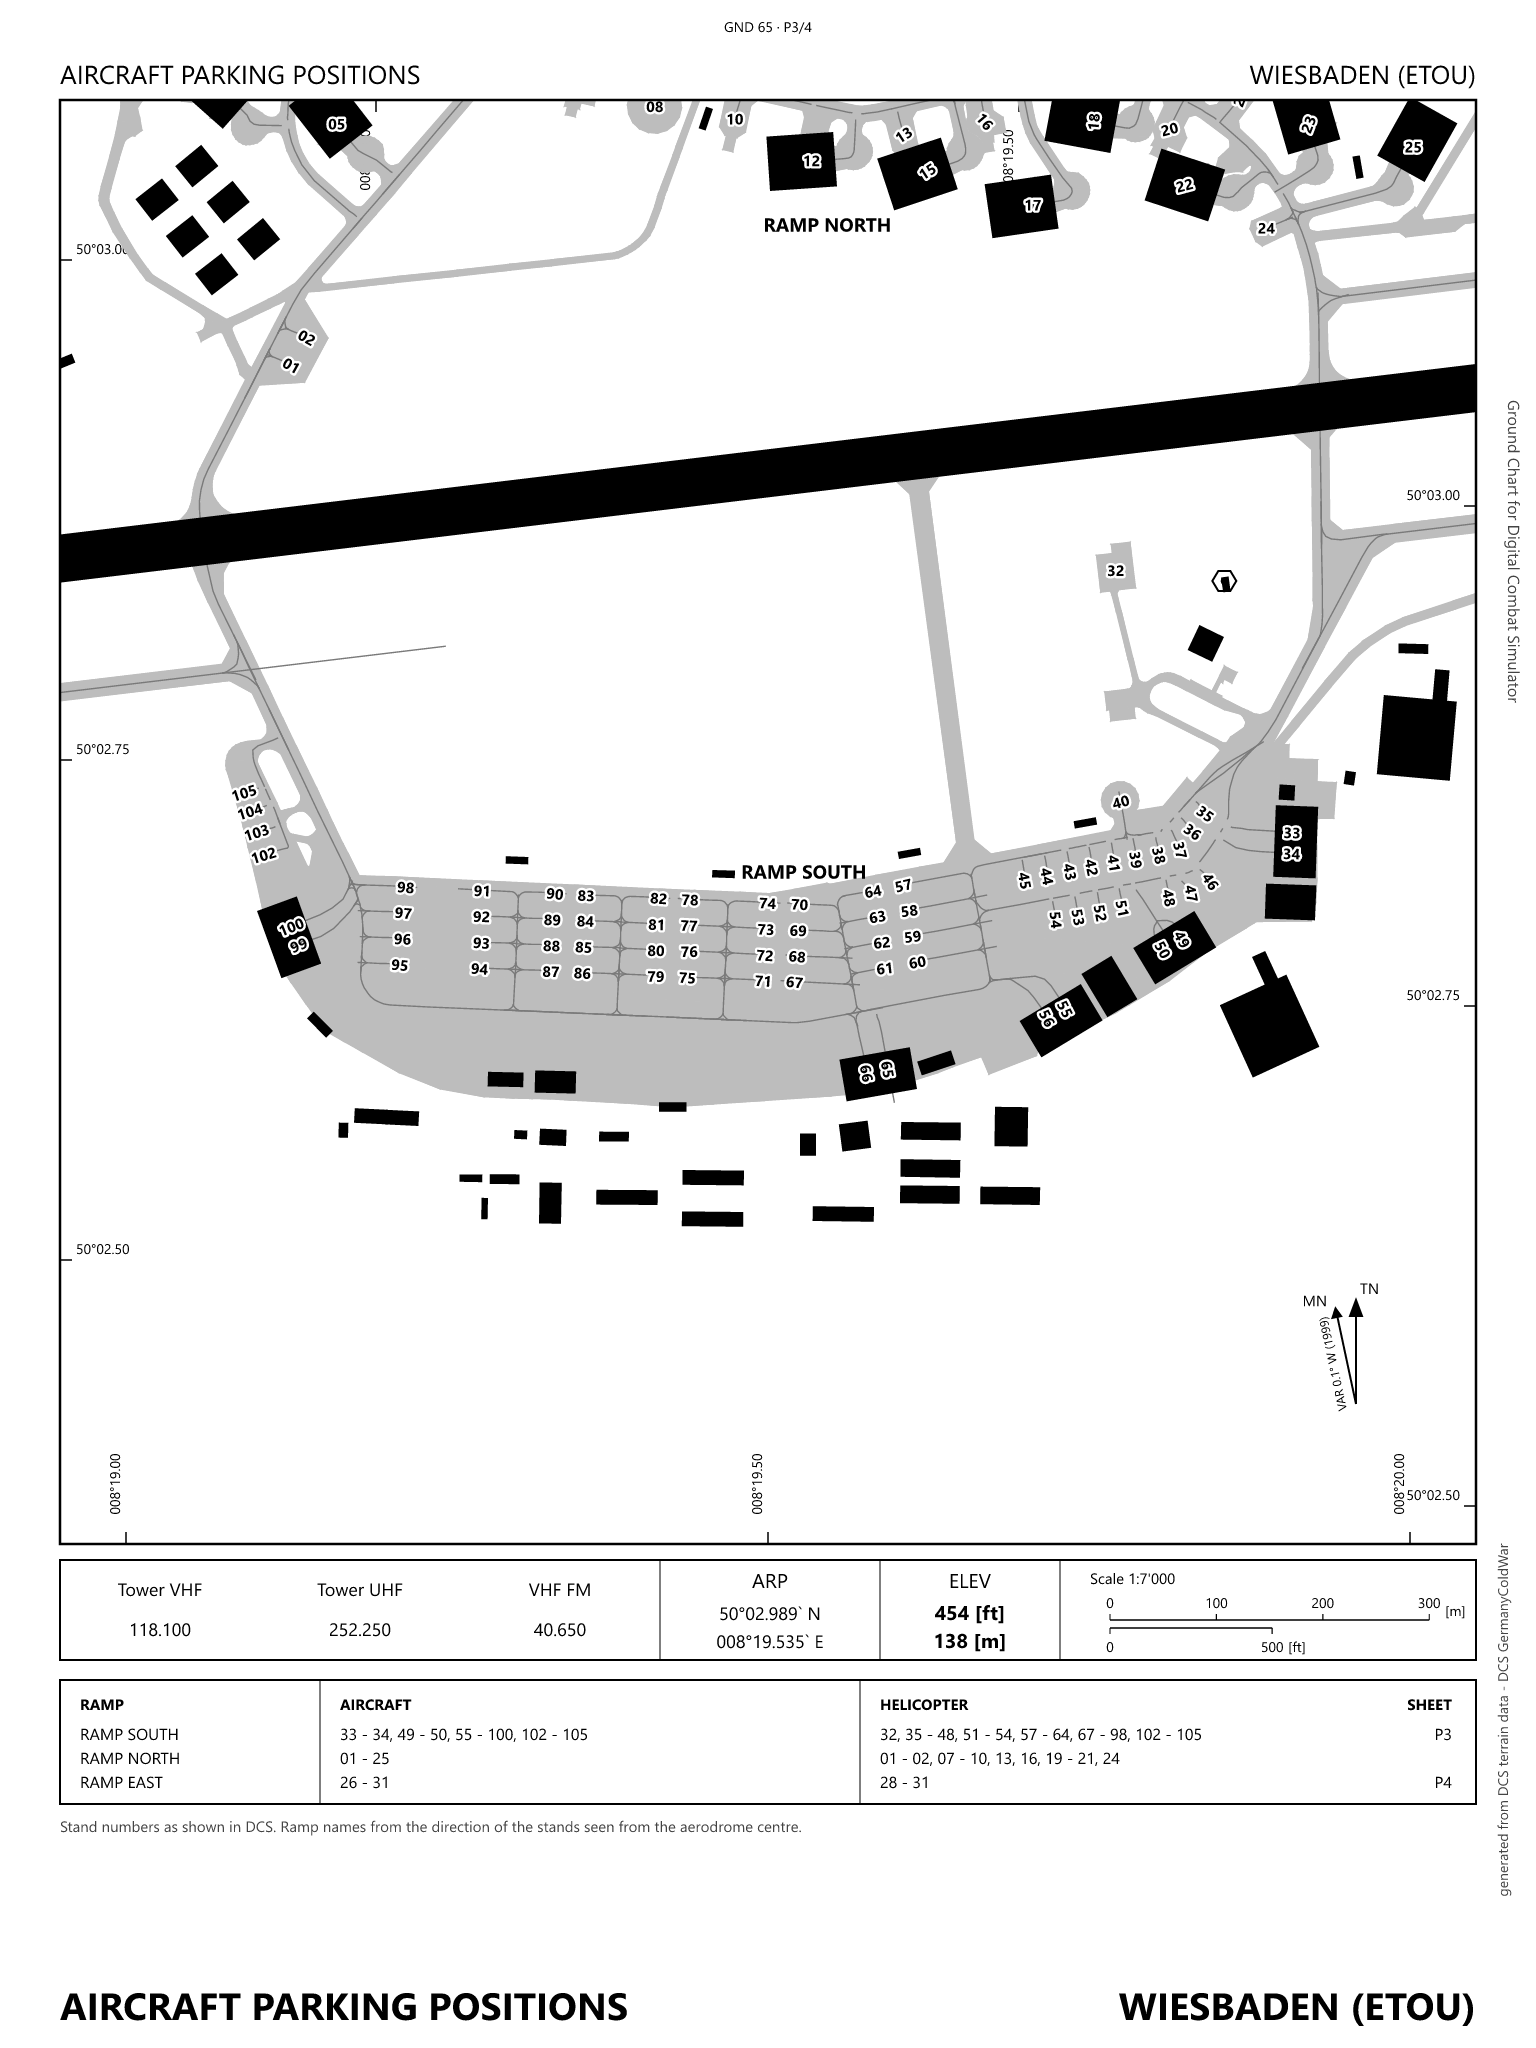 GND 65 · P3/4
AIRCRAFT PARKING POSITIONS
WIESBADEN (ETOU)
05
08
10
12
13
15
16
008°19.50
17
18
20
22
23
24
25
RAMP NORTH
50°03.00
02
01
50°03.00
32
50°02.75
105
104
103
102
40
35
36
37
38
39
41
42
43
44
45
33
34
46
47
48
51
52
53
54
49
50
RAMP SOUTH
98
91
90 83
82 78
74 70
64 57
97
92
89 84
81 77
73 69
63 58
96
93
88 85
80 76
72 68
62 59
95
94
87 86
79 75
71 67
61 60
100
99
55
56
66 65
50°02.75
50°02.50
MN
TN
VAR 0.1° W (1999)
008°19.00
008°19.50
008°20.00
50°02.50
Tower VHF
118.100
Tower UHF
252.250
VHF FM
40.650
ARP
50°02.989` N
008°19.535` E
ELEV
454 [ft]
138 [m]
Scale 1:7'000
0 100 200 300 [m]
0 500 [ft]
RAMP AIRCRAFT HELICOPTER SHEET
RAMP SOUTH 33 - 34, 49 - 50, 55 - 100, 102 - 105 32, 35 - 48, 51 - 54, 57 - 64, 67 - 98, 102 - 105 P3
RAMP NORTH 01 - 25 01 - 02, 07 - 10, 13, 16, 19 - 21, 24
RAMP EAST 26 - 31 28 - 31 P4
Stand numbers as shown in DCS. Ramp names from the direction of the stands seen from the aerodrome centre.
Ground Chart for Digital Combat Simulator
generated from DCS terrain data - DCS GermanyColdWar
AIRCRAFT PARKING POSITIONS
WIESBADEN (ETOU)